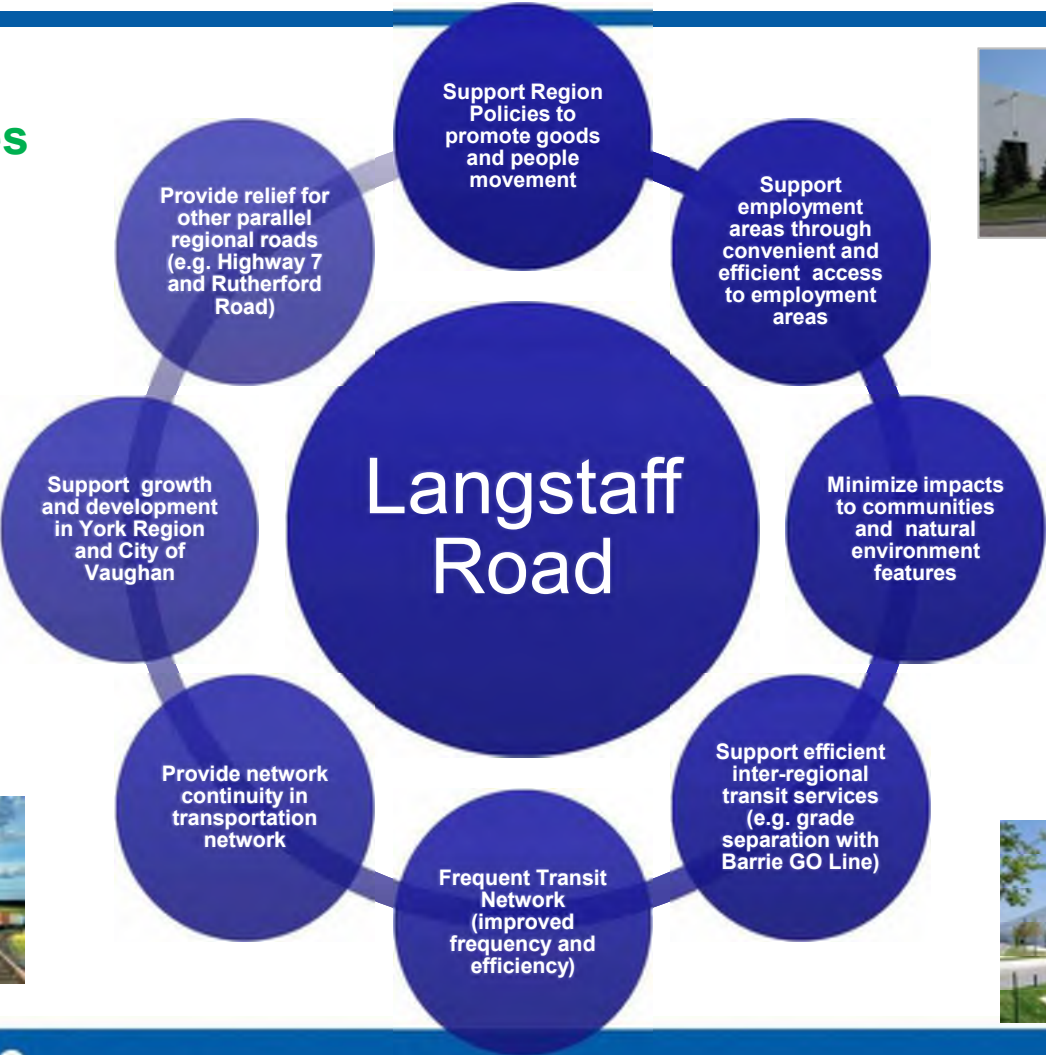 Support Region
Policies to
promote goods
and people
movement
Support
employment
areas through
convenient and
efficient access
to employment
areas
Minimize impacts
to communities
and natural
environment
features
Support efficient
inter-regional
transit services
(e.g. grade
separation with
Barrie GO Line)
Frequent Transit
Network
(improved
frequency and
efficiency)
Provide network
continuity in
transportation
network
Support growth
and development
in York Region
and City of
Vaughan
Provide relief for
other parallel
regional roads
(e.g. Highway 7
and Rutherford
Road)
Langstaff
Road